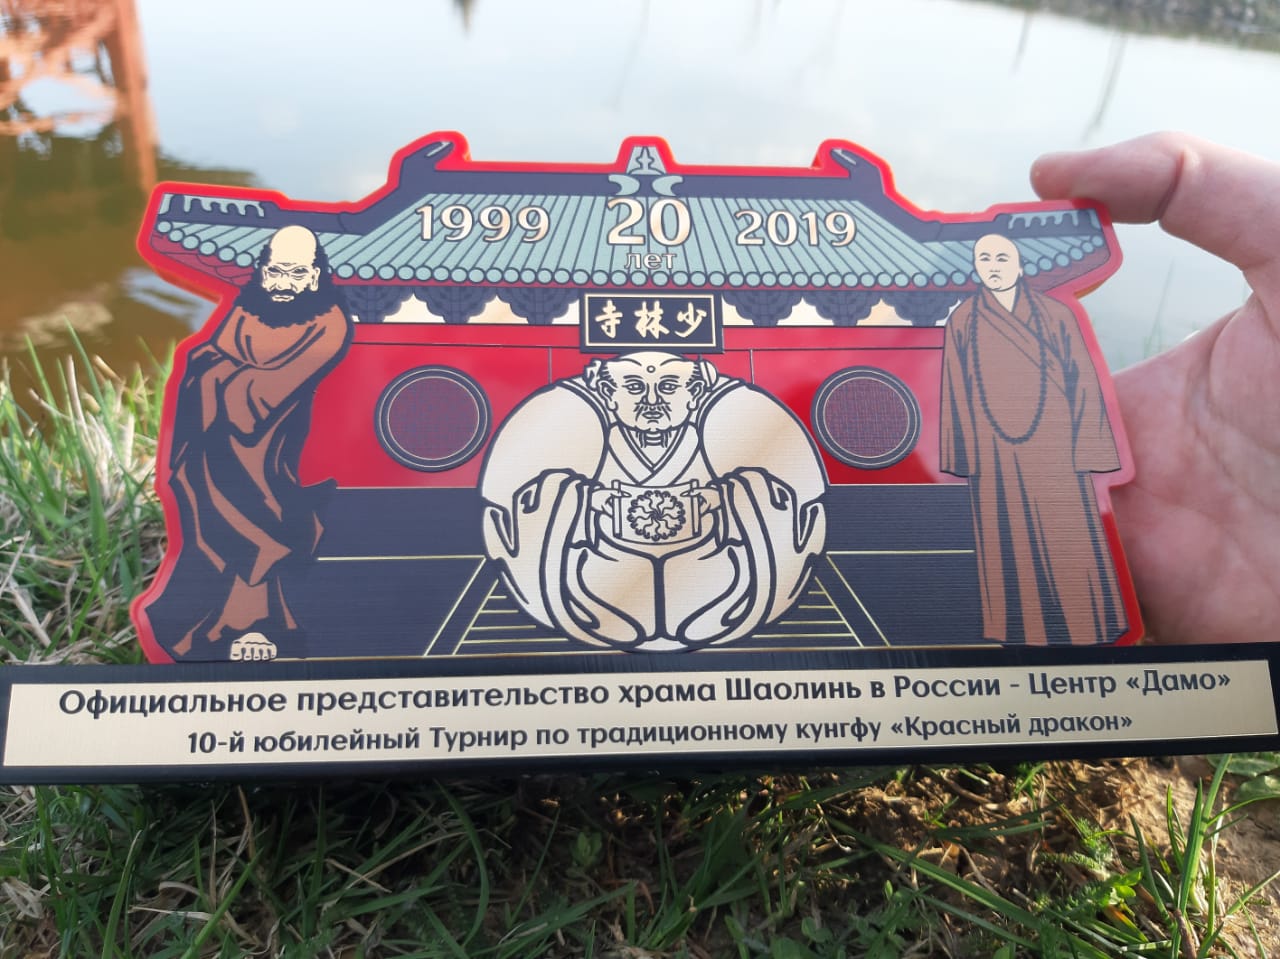 1999 20 2019
лет
寺林少
Официальное представительство храма Шаолинь в России - Центр «Дамо»
10-й юбилейный Турнир по традиционному кунгфу «Красный дракон»